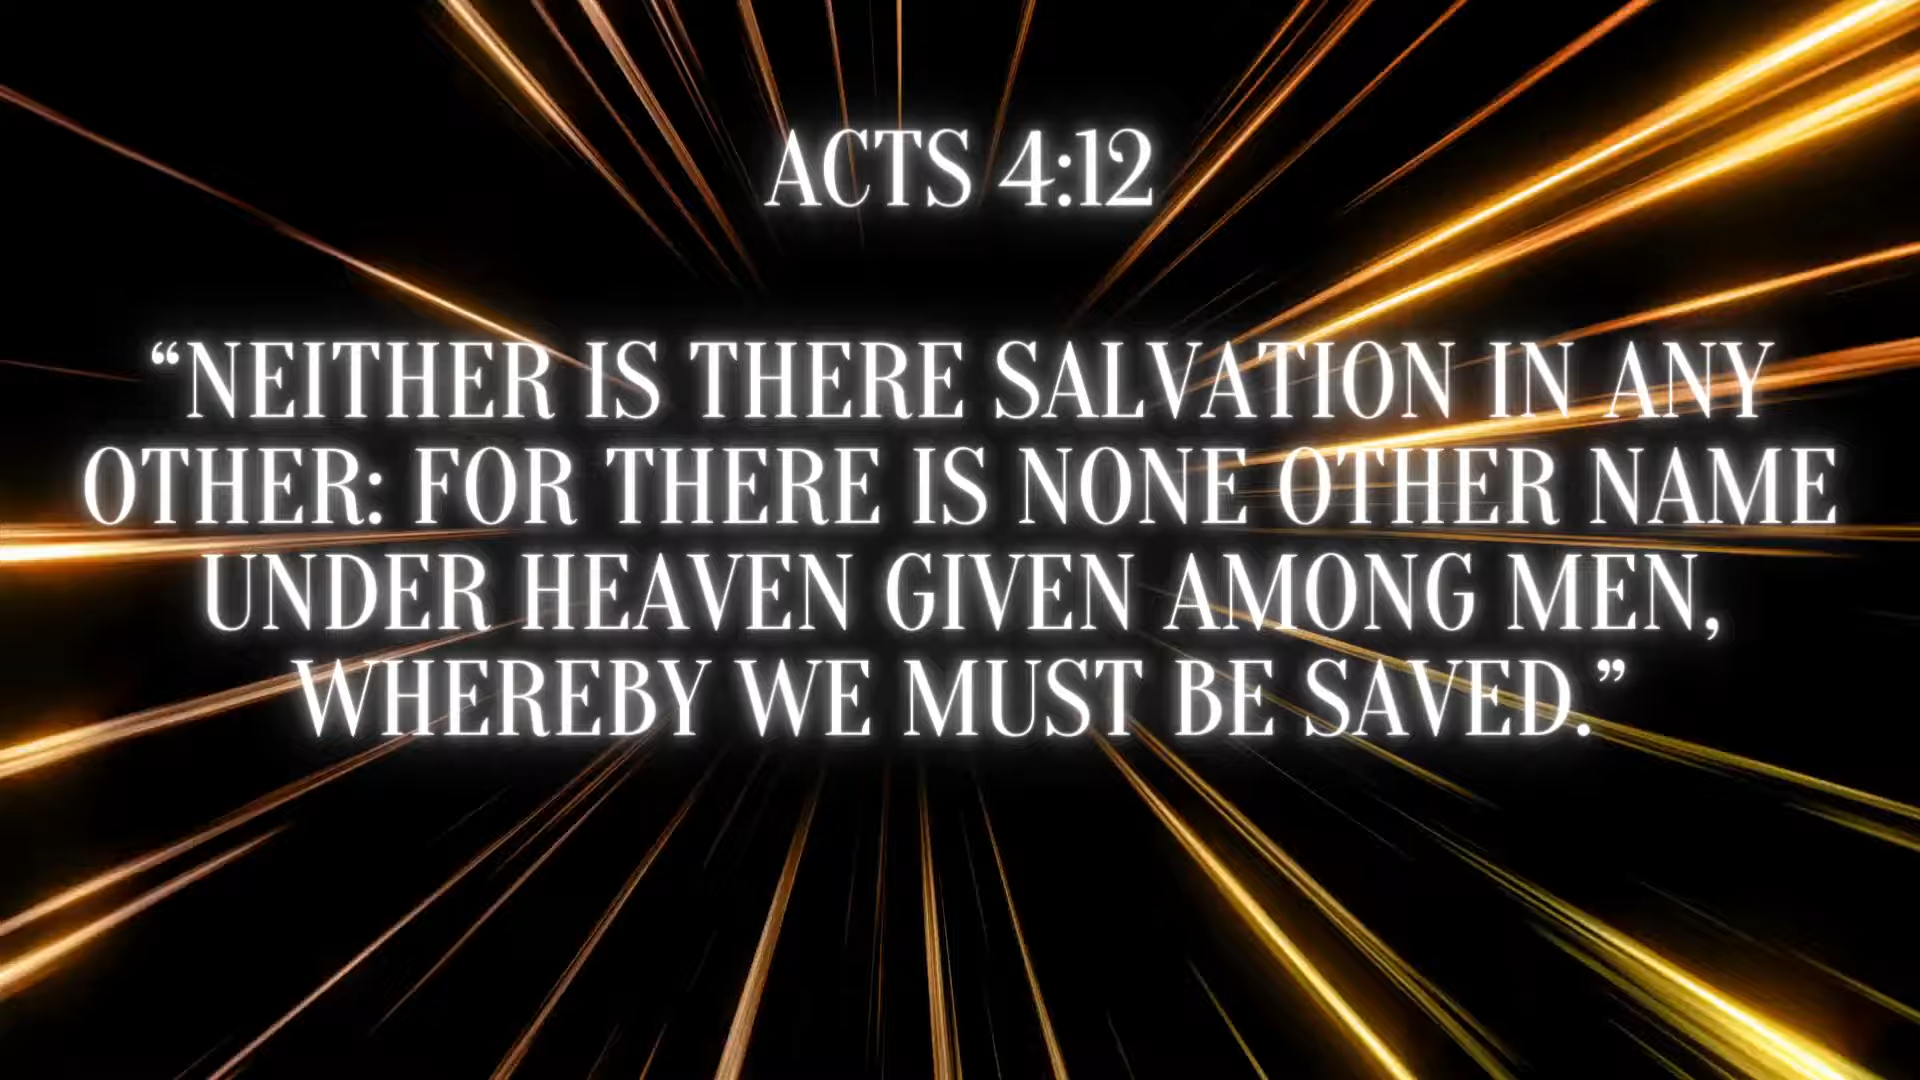 ACTS 4:12
“NEITHER IS THERE SALVATION IN ANY
OTHER: FOR THERE IS NONE OTHER NAME
UNDER HEAVEN GIVEN AMONG MEN,
WHEREBY WE MUST BE SAVED.”